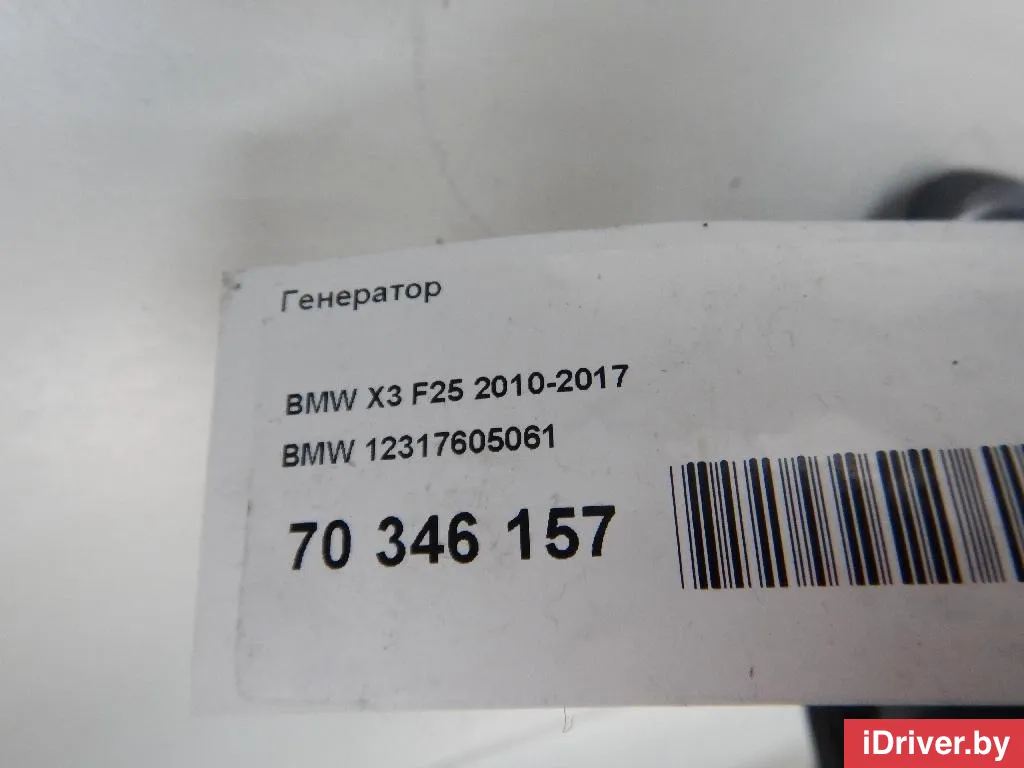 Генератор
BMW X3 F25 2010-2017
BMW 12317605061
70 346 157
iDriver.by